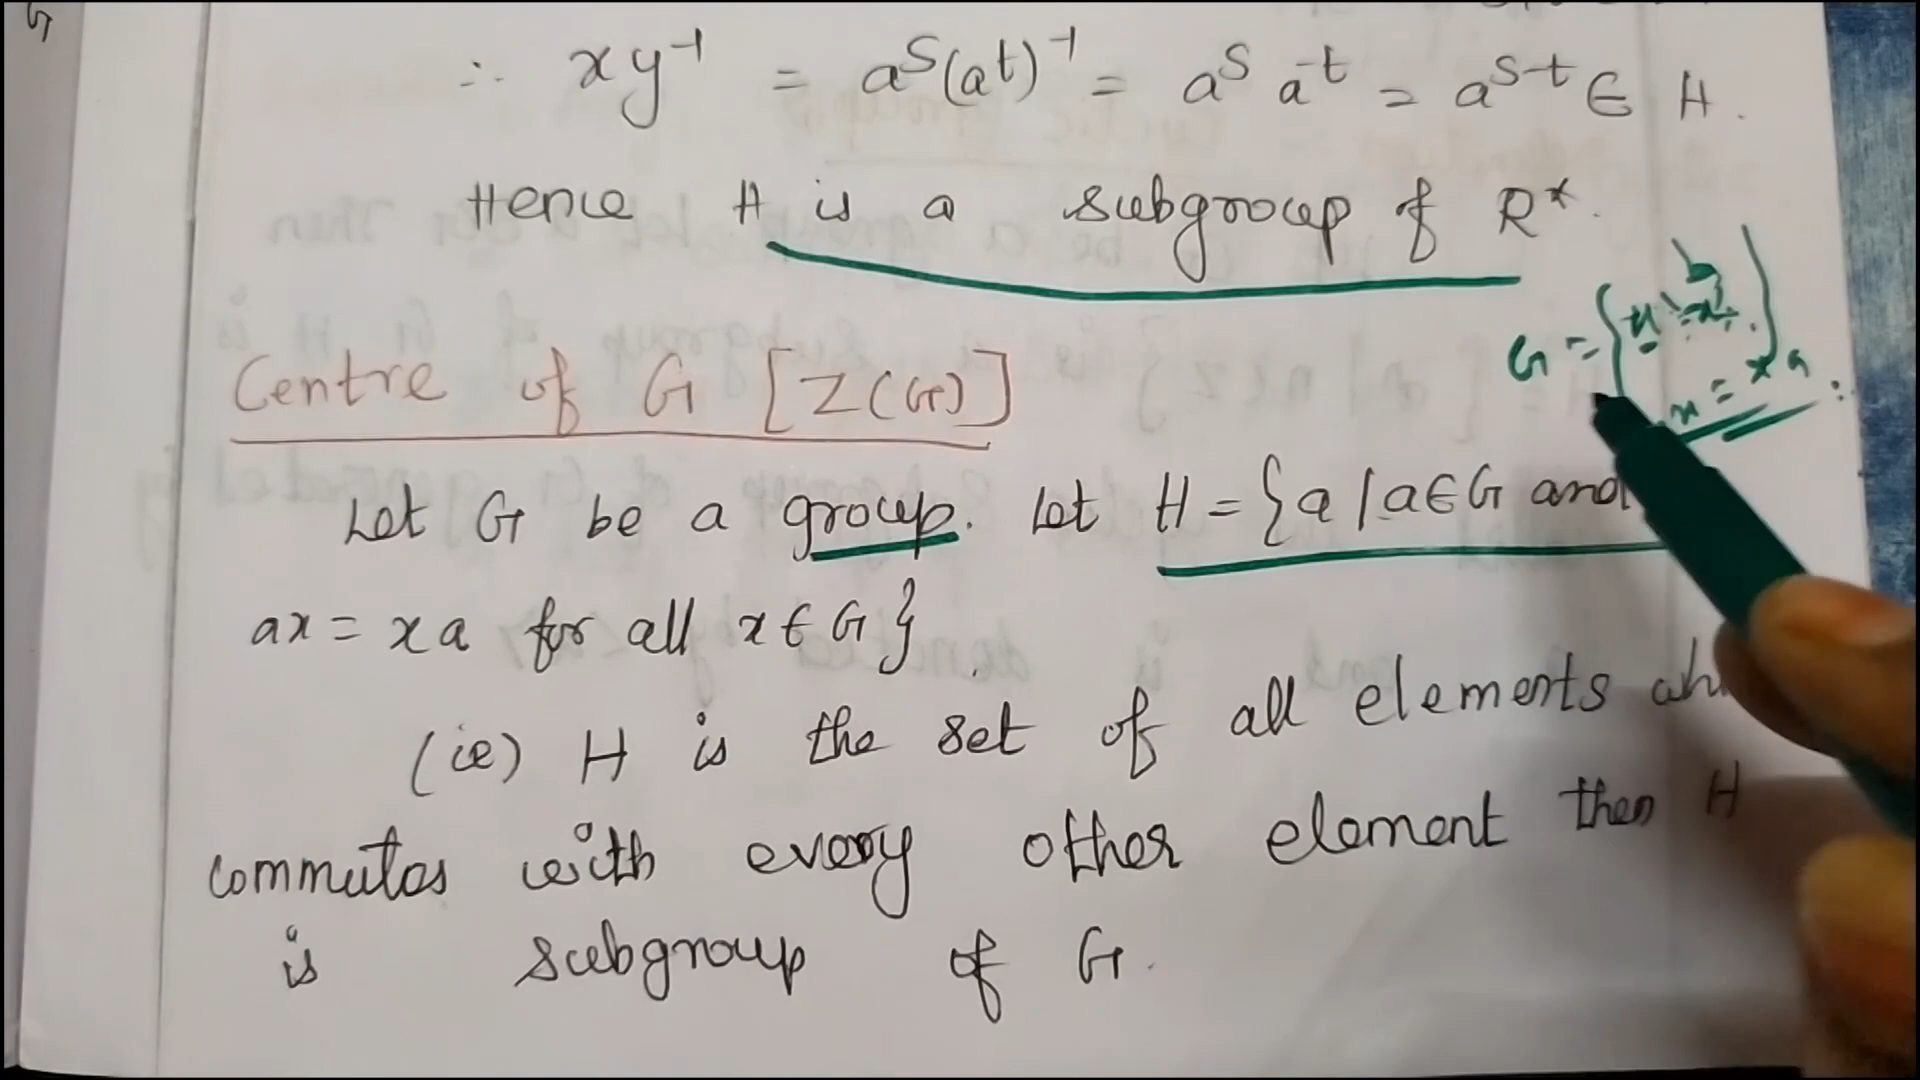 G
∴ xy⁻¹ = aˢ(aᵗ)⁻¹ = aˢ a⁻ᵗ = aˢ⁻ᵗ ∈ H.
Hence H is a subgroup of R*.
Centre of G [Z(G)]
G = {
x = x a
Let G be a group. Let H = {a / a∈G and
ax = xa for all x∈G}.
(ie) H is the set of all elements
commutes with every other element then H
is subgroup of G.